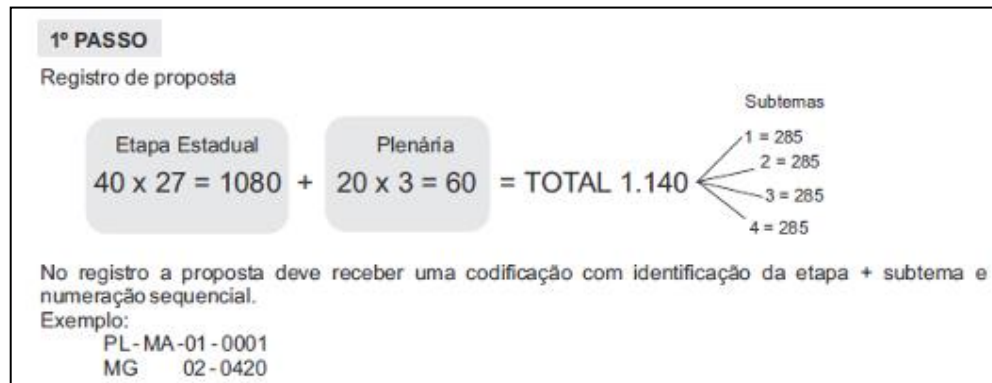 1º PASSO
Registro de proposta
Subtemas
Etapa Estadual
Plenária
40 x 27 = 1080 + 20 x 3 = 60 = TOTAL 1.140
1 = 285
2 = 285
3 = 285
4 = 285
No registro a proposta deve receber uma codificação com identificação da etapa + subtema e
numeração sequencial.
Exemplo:
PL - MA - 01 - 0001
MG 02 - 0420